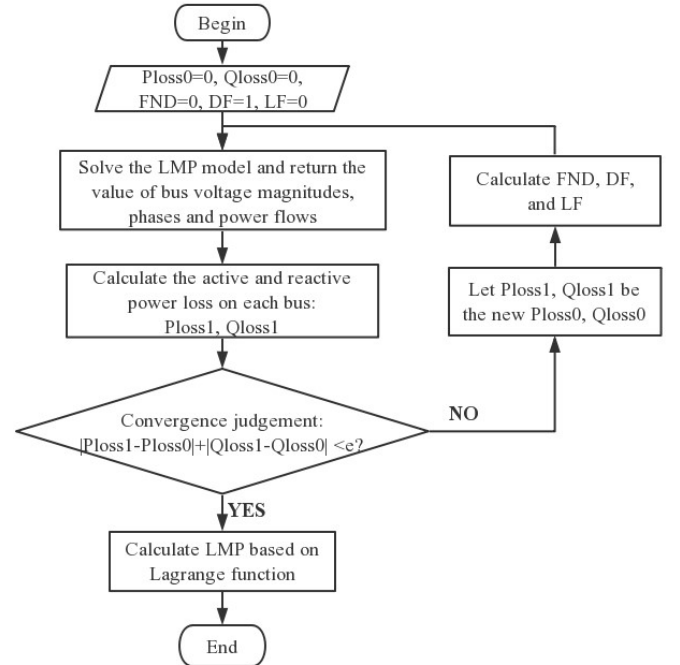 Begin
Ploss0=0, Qloss0=0,
FND=0, DF=1, LF=0
Solve the LMP model and return the
value of bus voltage magnitudes,
phases and power flows
Calculate the active and reactive
power loss on each bus:
Ploss1, Qloss1
Convergence judgement:
|Ploss1-Ploss0|+|Qloss1-Qloss0| <e?
NO
Let Ploss1, Qloss1 be
the new Ploss0, Qloss0
Calculate FND, DF,
and LF
YES
Calculate LMP based on
Lagrange function
End